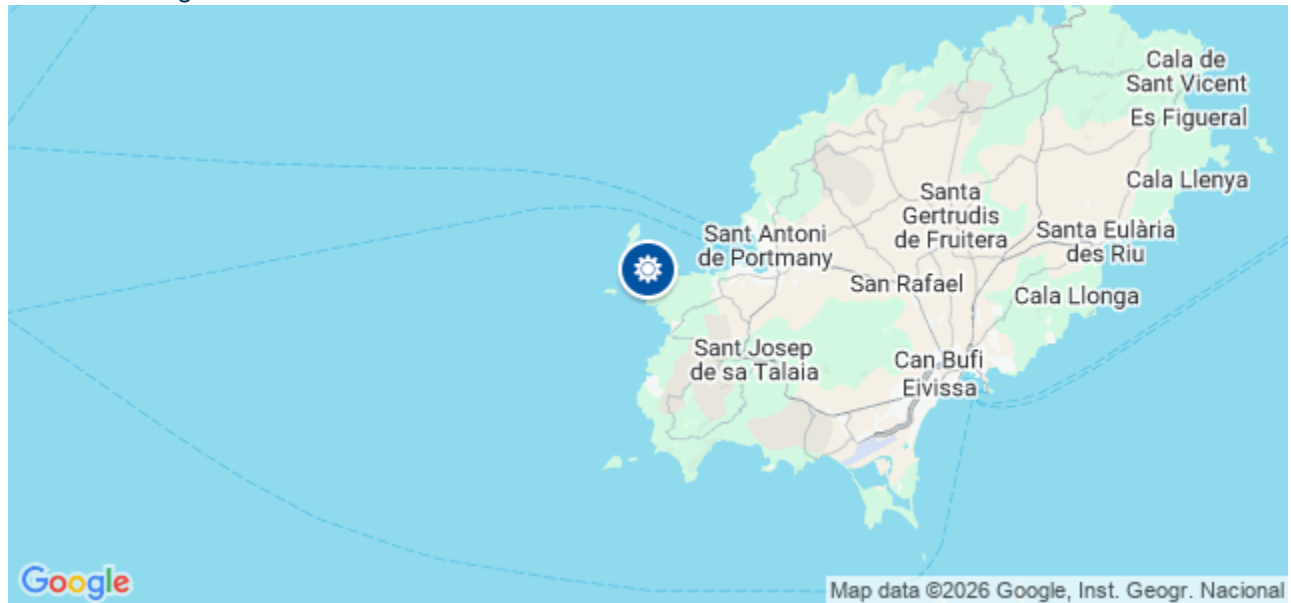 Cala de
Sant Vicent
Es Figueral
Cala Llenya
Santa
Gertrudis
de Fruitera
Santa Eulària
des Riu
Sant Antoni
de Portmany
San Rafael
Cala Llonga
Sant Josep
de sa Talaia
Can Bufi
Eivissa
Google
Map data ©2026 Google, Inst. Geogr. Nacional